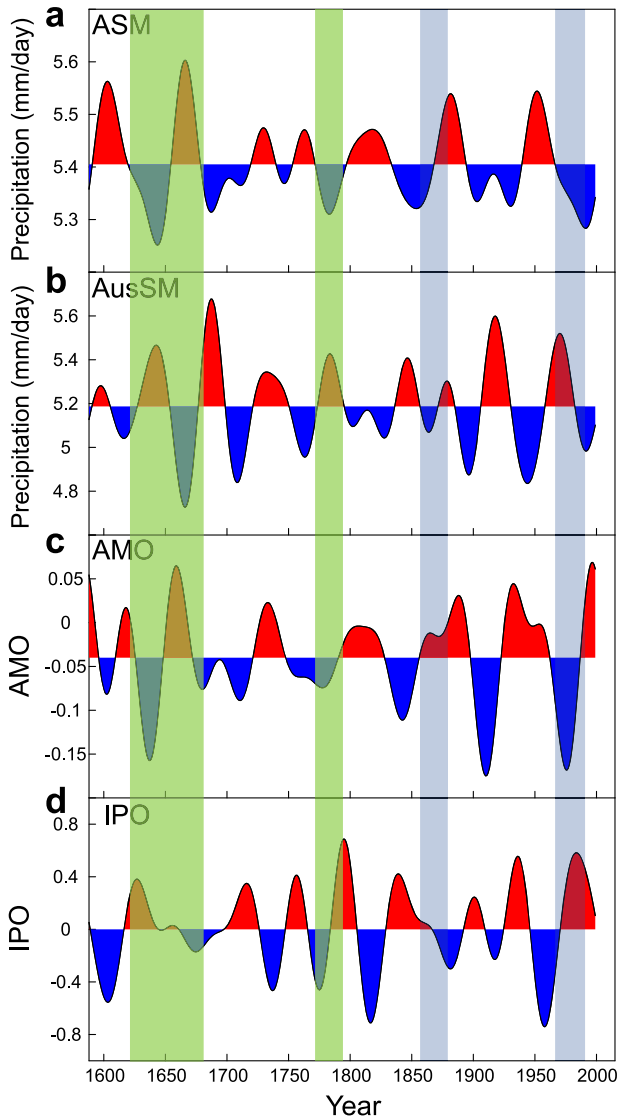 a
ASM
Precipitation (mm/day)
5.6
5.5
5.4
5.3
5.2
b
AusSM
Precipitation (mm/day)
5.6
5.4
5.2
5
4.8
c
AMO
AMO
0.05
0
-0.05
-0.1
-0.15
d
IPO
IPO
0.8
0.4
0
-0.4
-0.8
1600 1650 1700 1750 1800 1850 1900 1950 2000
Year